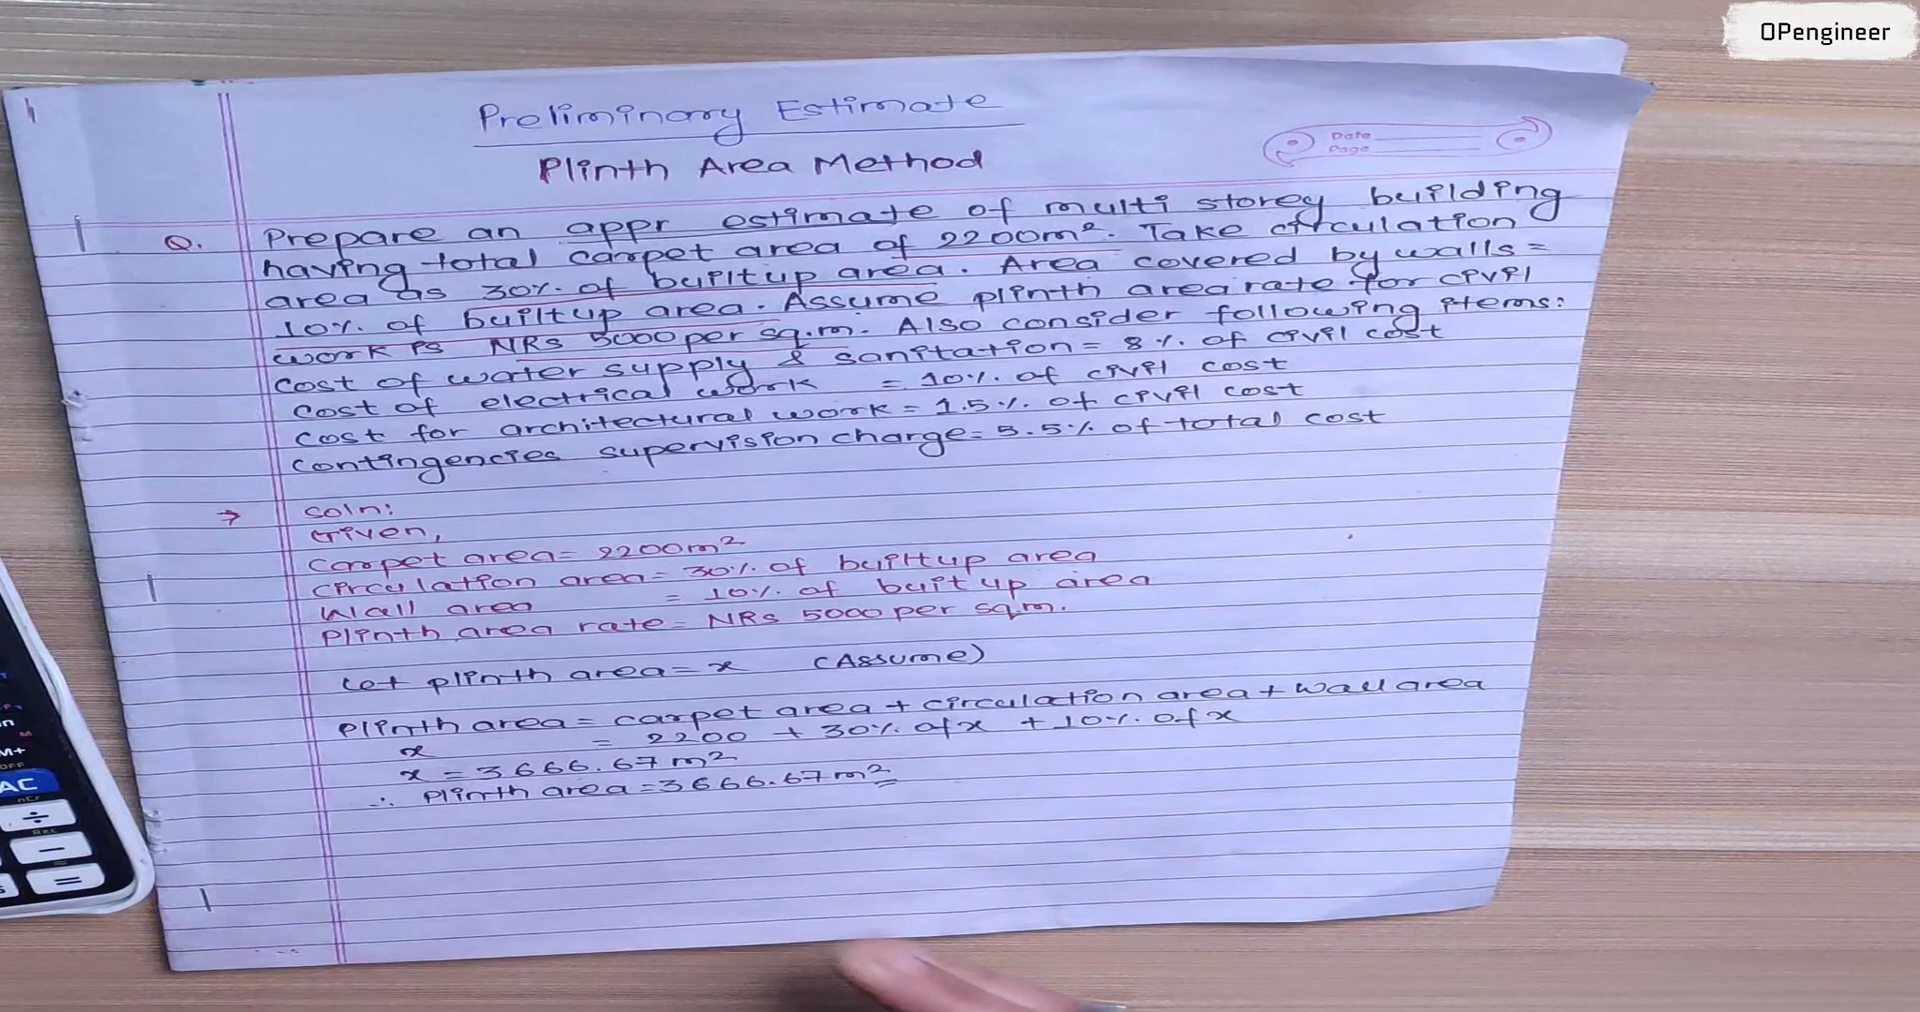 OPengineer
Preliminary Estimate
Date
Page
Plinth Area Method
Q. Prepare an appr estimate of multi storey building
having total carpet area of 2200m². Take circulation
area as 30% of builtup area. Area covered by walls =
10% of builtup area. Assume plinth area rate for civil
work is NRs 5000 per sq.m. Also consider following items:
cost of water supply & sanitation = 8% of civil cost
cost of electrical work = 10% of civil cost
cost for architectural work = 1.5% of civil cost
contingencies supervision charge = 5.5% of total cost
→ soln:
Given,
carpet area = 2200m²
circulation area = 30% of builtup area
Wall area = 10% of buitup area
Plinth area rate = NRs 5000 per sq.m.
Let plinth area = x (Assume)
Plinth area = carpet area + circulation area + wall area
x = 2200 + 30% of x + 10% of x
x = 3666.67 m²
∴ Plinth area = 3666.67 m²
M+
OFF
AC
nCr
÷
Rec
−
=